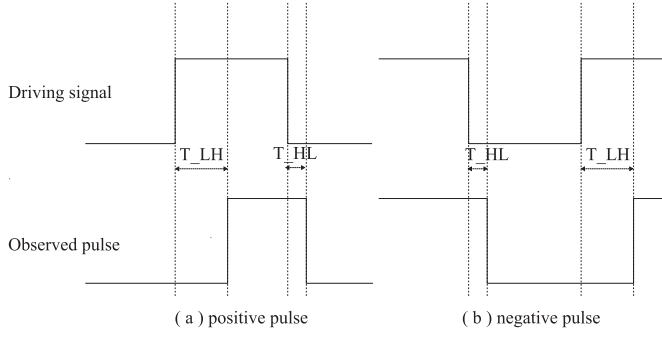 Driving signal
T_LH
T_HL
T_HL
T_LH
Observed pulse
( a ) positive pulse
( b ) negative pulse